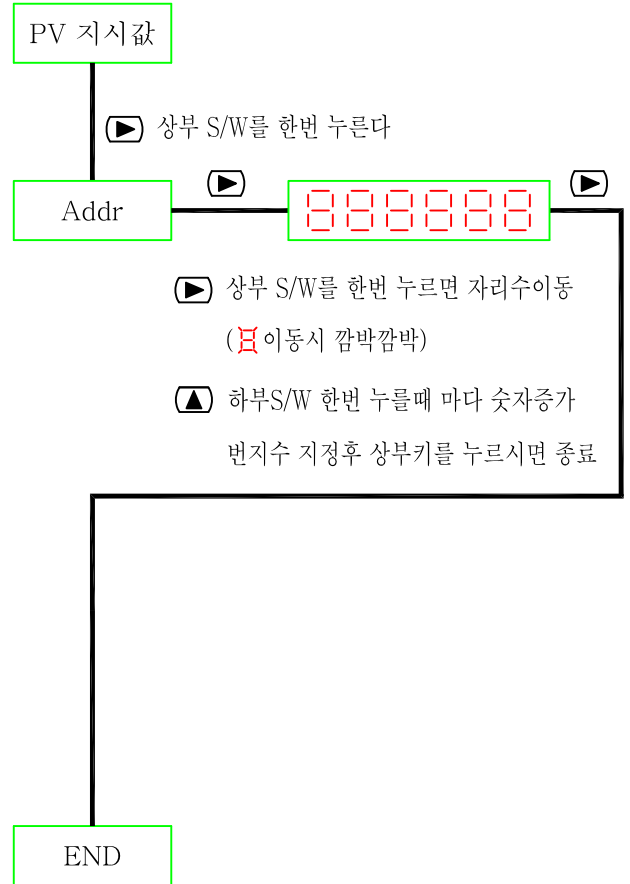 PV 지시값
상부 S/W를 한번 누른다
Addr
888888
상부 S/W를 한번 누르면 자리수이동
(8이동시 깜박깜박)
하부S/W 한번 누를때 마다 숫자증가
번지수 지정후 상부키를 누르시면 종료
END